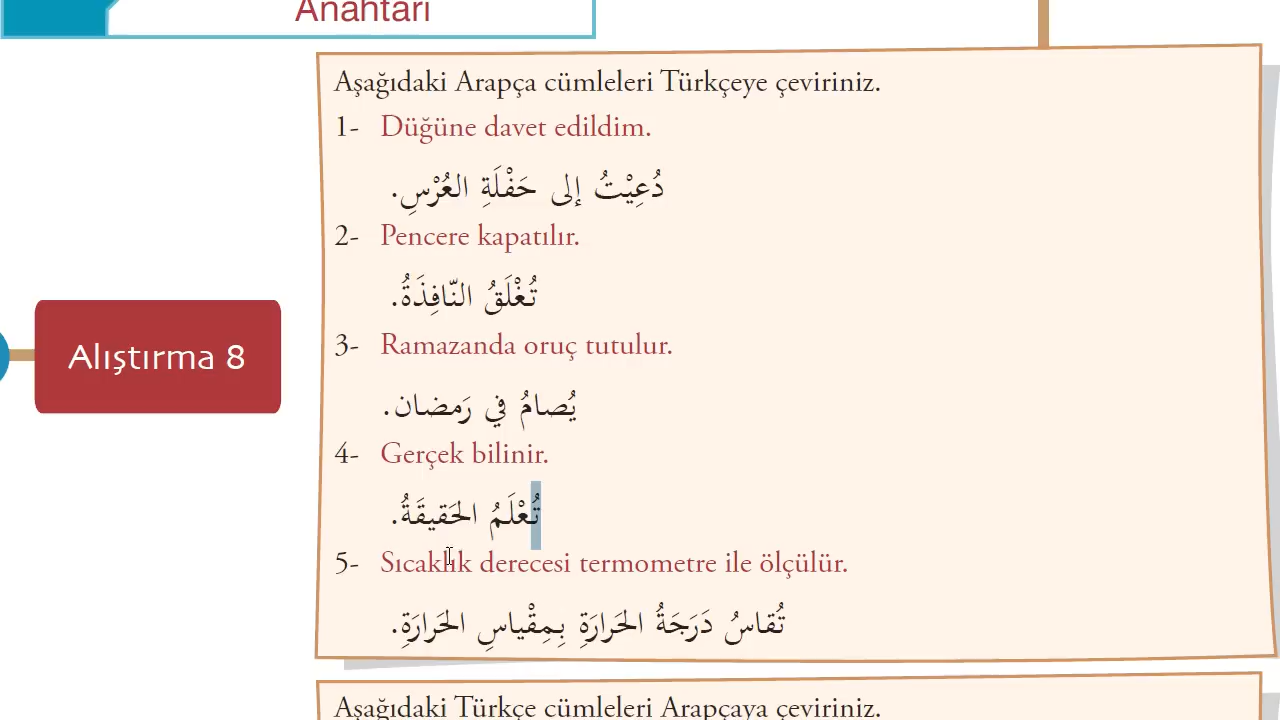 Anahtarı
Aşağıdaki Arapça cümleleri Türkçeye çeviriniz.
1- Düğüne davet edildim.
دُعِيْتُ إلى حَفْلَةِ العُرْسِ.
2- Pencere kapatılır.
تُغْلَقُ النّافِذَةُ.
3- Ramazanda oruç tutulur.
يُصامُ في رَمضان.
Alıştırma 8
4- Gerçek bilinir.
تُعْلَمُ الحَقيقَةُ.
5- Sıcaklık derecesi termometre ile ölçülür.
تُقاسُ دَرَجَةُ الحَرارَةِ بِمِقْياسِ الحَرارَةِ.
Aşağıdaki Türkçe cümleleri Arapçaya çeviriniz.